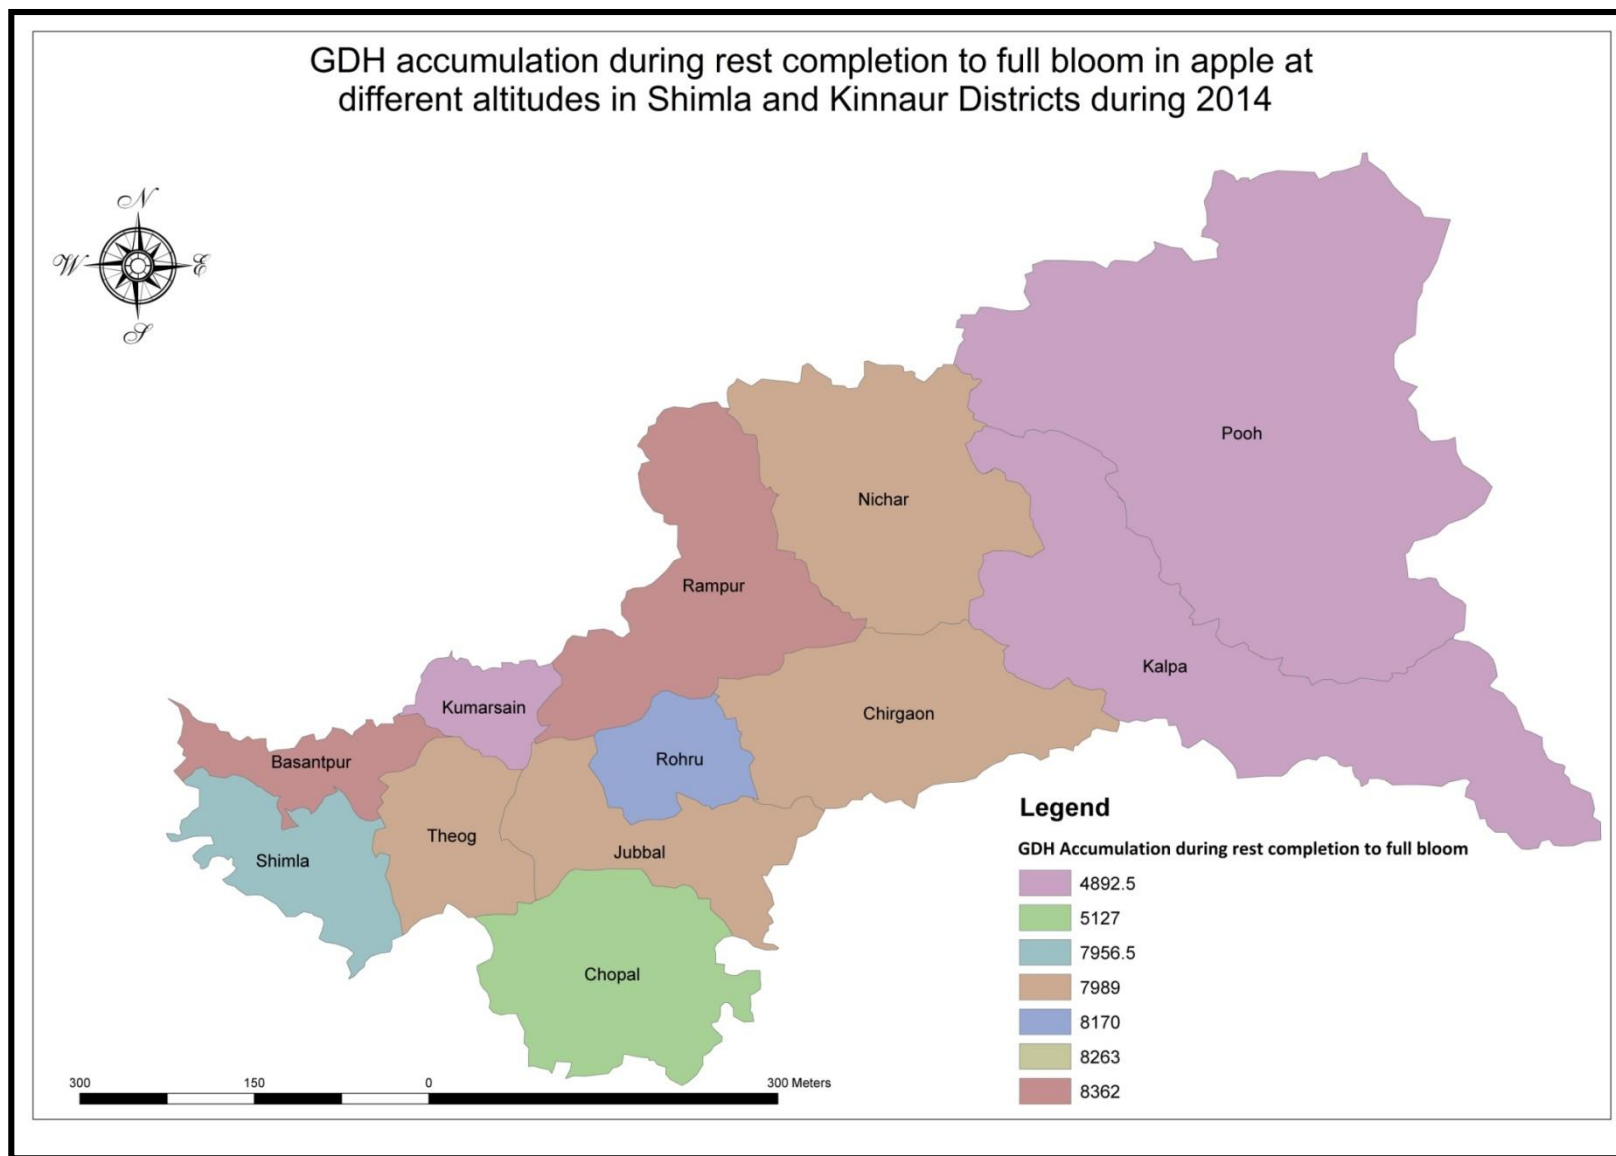 GDH accumulation during rest completion to full bloom in apple at
different altitudes in Shimla and Kinnaur Districts during 2014
N
W E
S
Pooh
Nichar
Rampur
Kalpa
Kumarsain
Chirgaon
Rohru
Basantpur
Theog
Jubbal
Shimla
Chopal
Legend
GDH Accumulation during rest completion to full bloom
4892.5
5127
7956.5
7989
8170
8263
8362
300 150 0 300 Meters